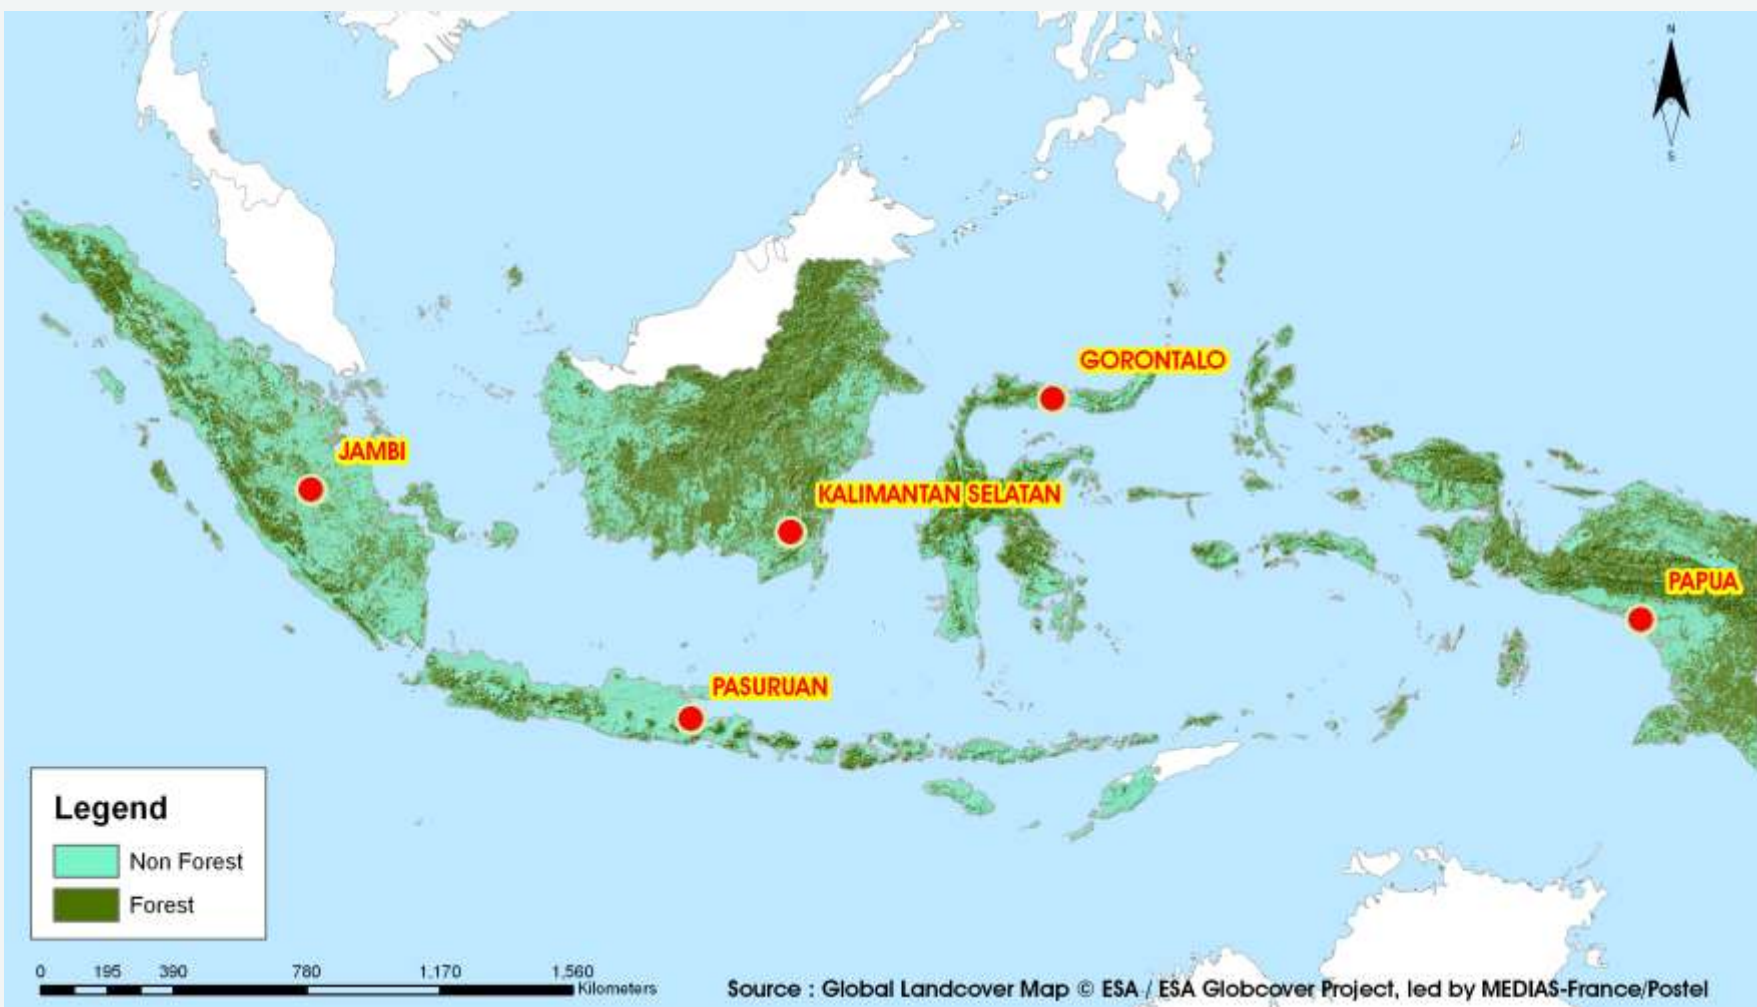 N
S
GORONTALO
JAMBI
KALIMANTAN SELATAN
PAPUA
PASURUAN
Legend
Non Forest
Forest
0 195 390 780 1.170 1,560
Kilometers
Source : Global Landcover Map © ESA / ESA Globcover Project, led by MEDIAS-France/Postel